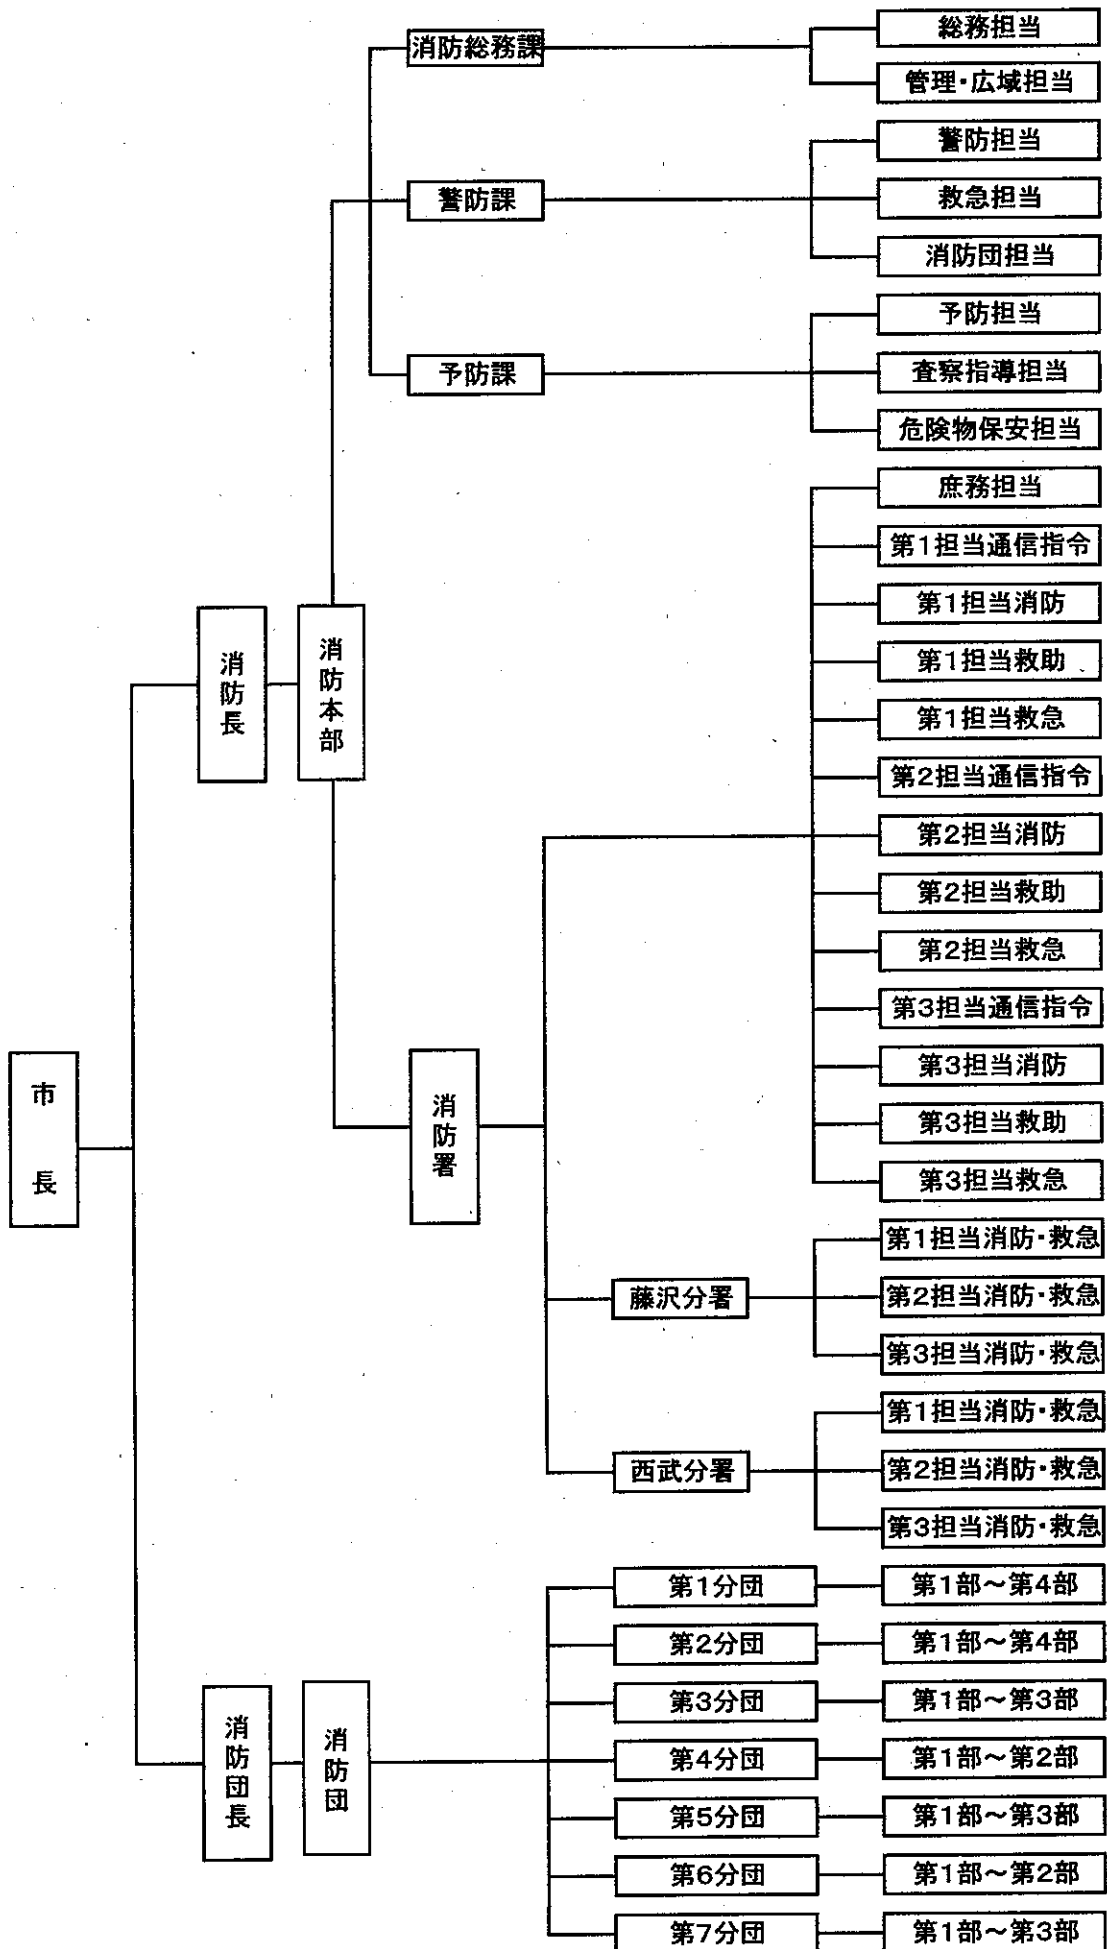 市長
消防長
消防本部
消防総務課
総務担当
管理・広域担当
警防課
警防担当
救急担当
消防団担当
予防課
予防担当
査察指導担当
危険物保安担当
消防署
庶務担当
第1担当通信指令
第1担当消防
第1担当救助
第1担当救急
第2担当通信指令
第2担当消防
第2担当救助
第2担当救急
第3担当通信指令
第3担当消防
第3担当救助
第3担当救急
藤沢分署
第1担当消防・救急
第2担当消防・救急
第3担当消防・救急
西武分署
第1担当消防・救急
第2担当消防・救急
第3担当消防・救急
消防団長
消防団
第1分団
第1部~第4部
第2分団
第1部~第4部
第3分団
第1部~第3部
第4分団
第1部~第2部
第5分団
第1部~第3部
第6分団
第1部~第2部
第7分団
第1部~第3部